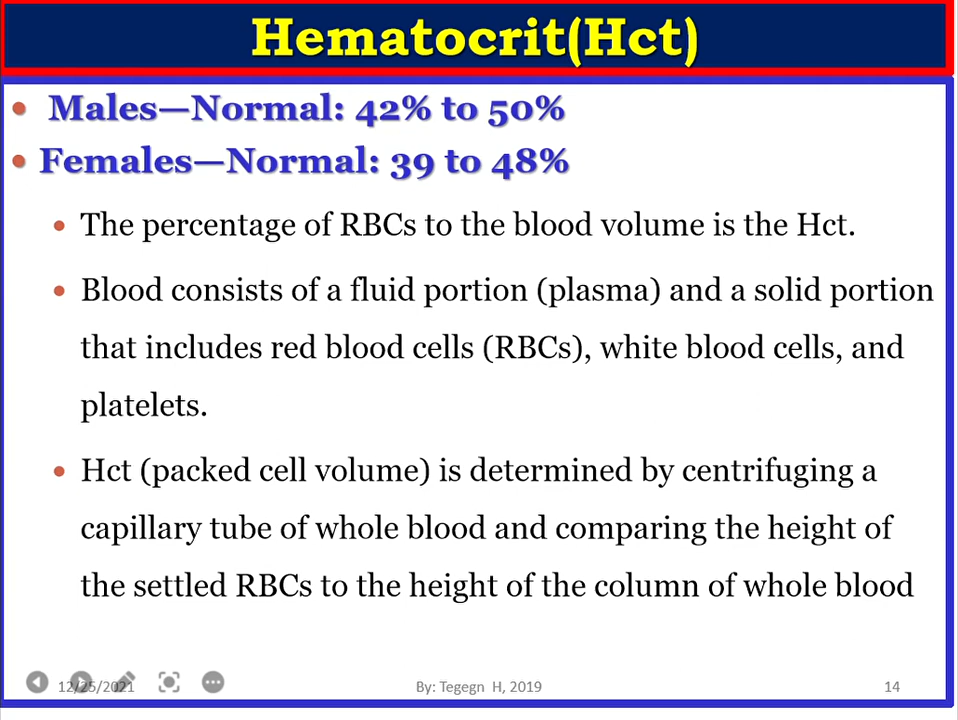 Hematocrit(Hct)
• Males—Normal: 42% to 50%
• Females—Normal: 39 to 48%
• The percentage of RBCs to the blood volume is the Hct.
• Blood consists of a fluid portion (plasma) and a solid portion
that includes red blood cells (RBCs), white blood cells, and
platelets.
• Hct (packed cell volume) is determined by centrifuging a
capillary tube of whole blood and comparing the height of
the settled RBCs to the height of the column of whole blood
12/25/2021 By: Tegegn H, 2019 14